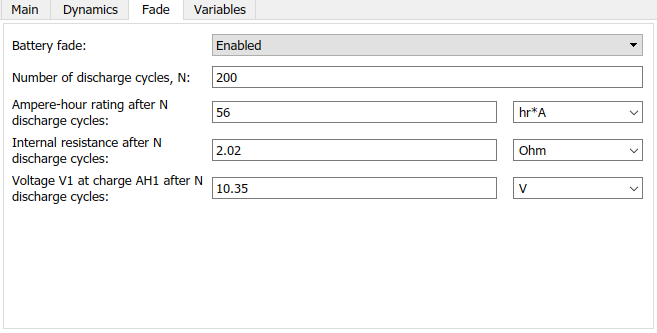 Main Dynamics Fade Variables
Battery fade: Enabled
Number of discharge cycles, N: 200
Ampere-hour rating after N
discharge cycles: 56 hr*A
Internal resistance after N
discharge cycles: 2.02 Ohm
Voltage V1 at charge AH1 after N
discharge cycles: 10.35 V